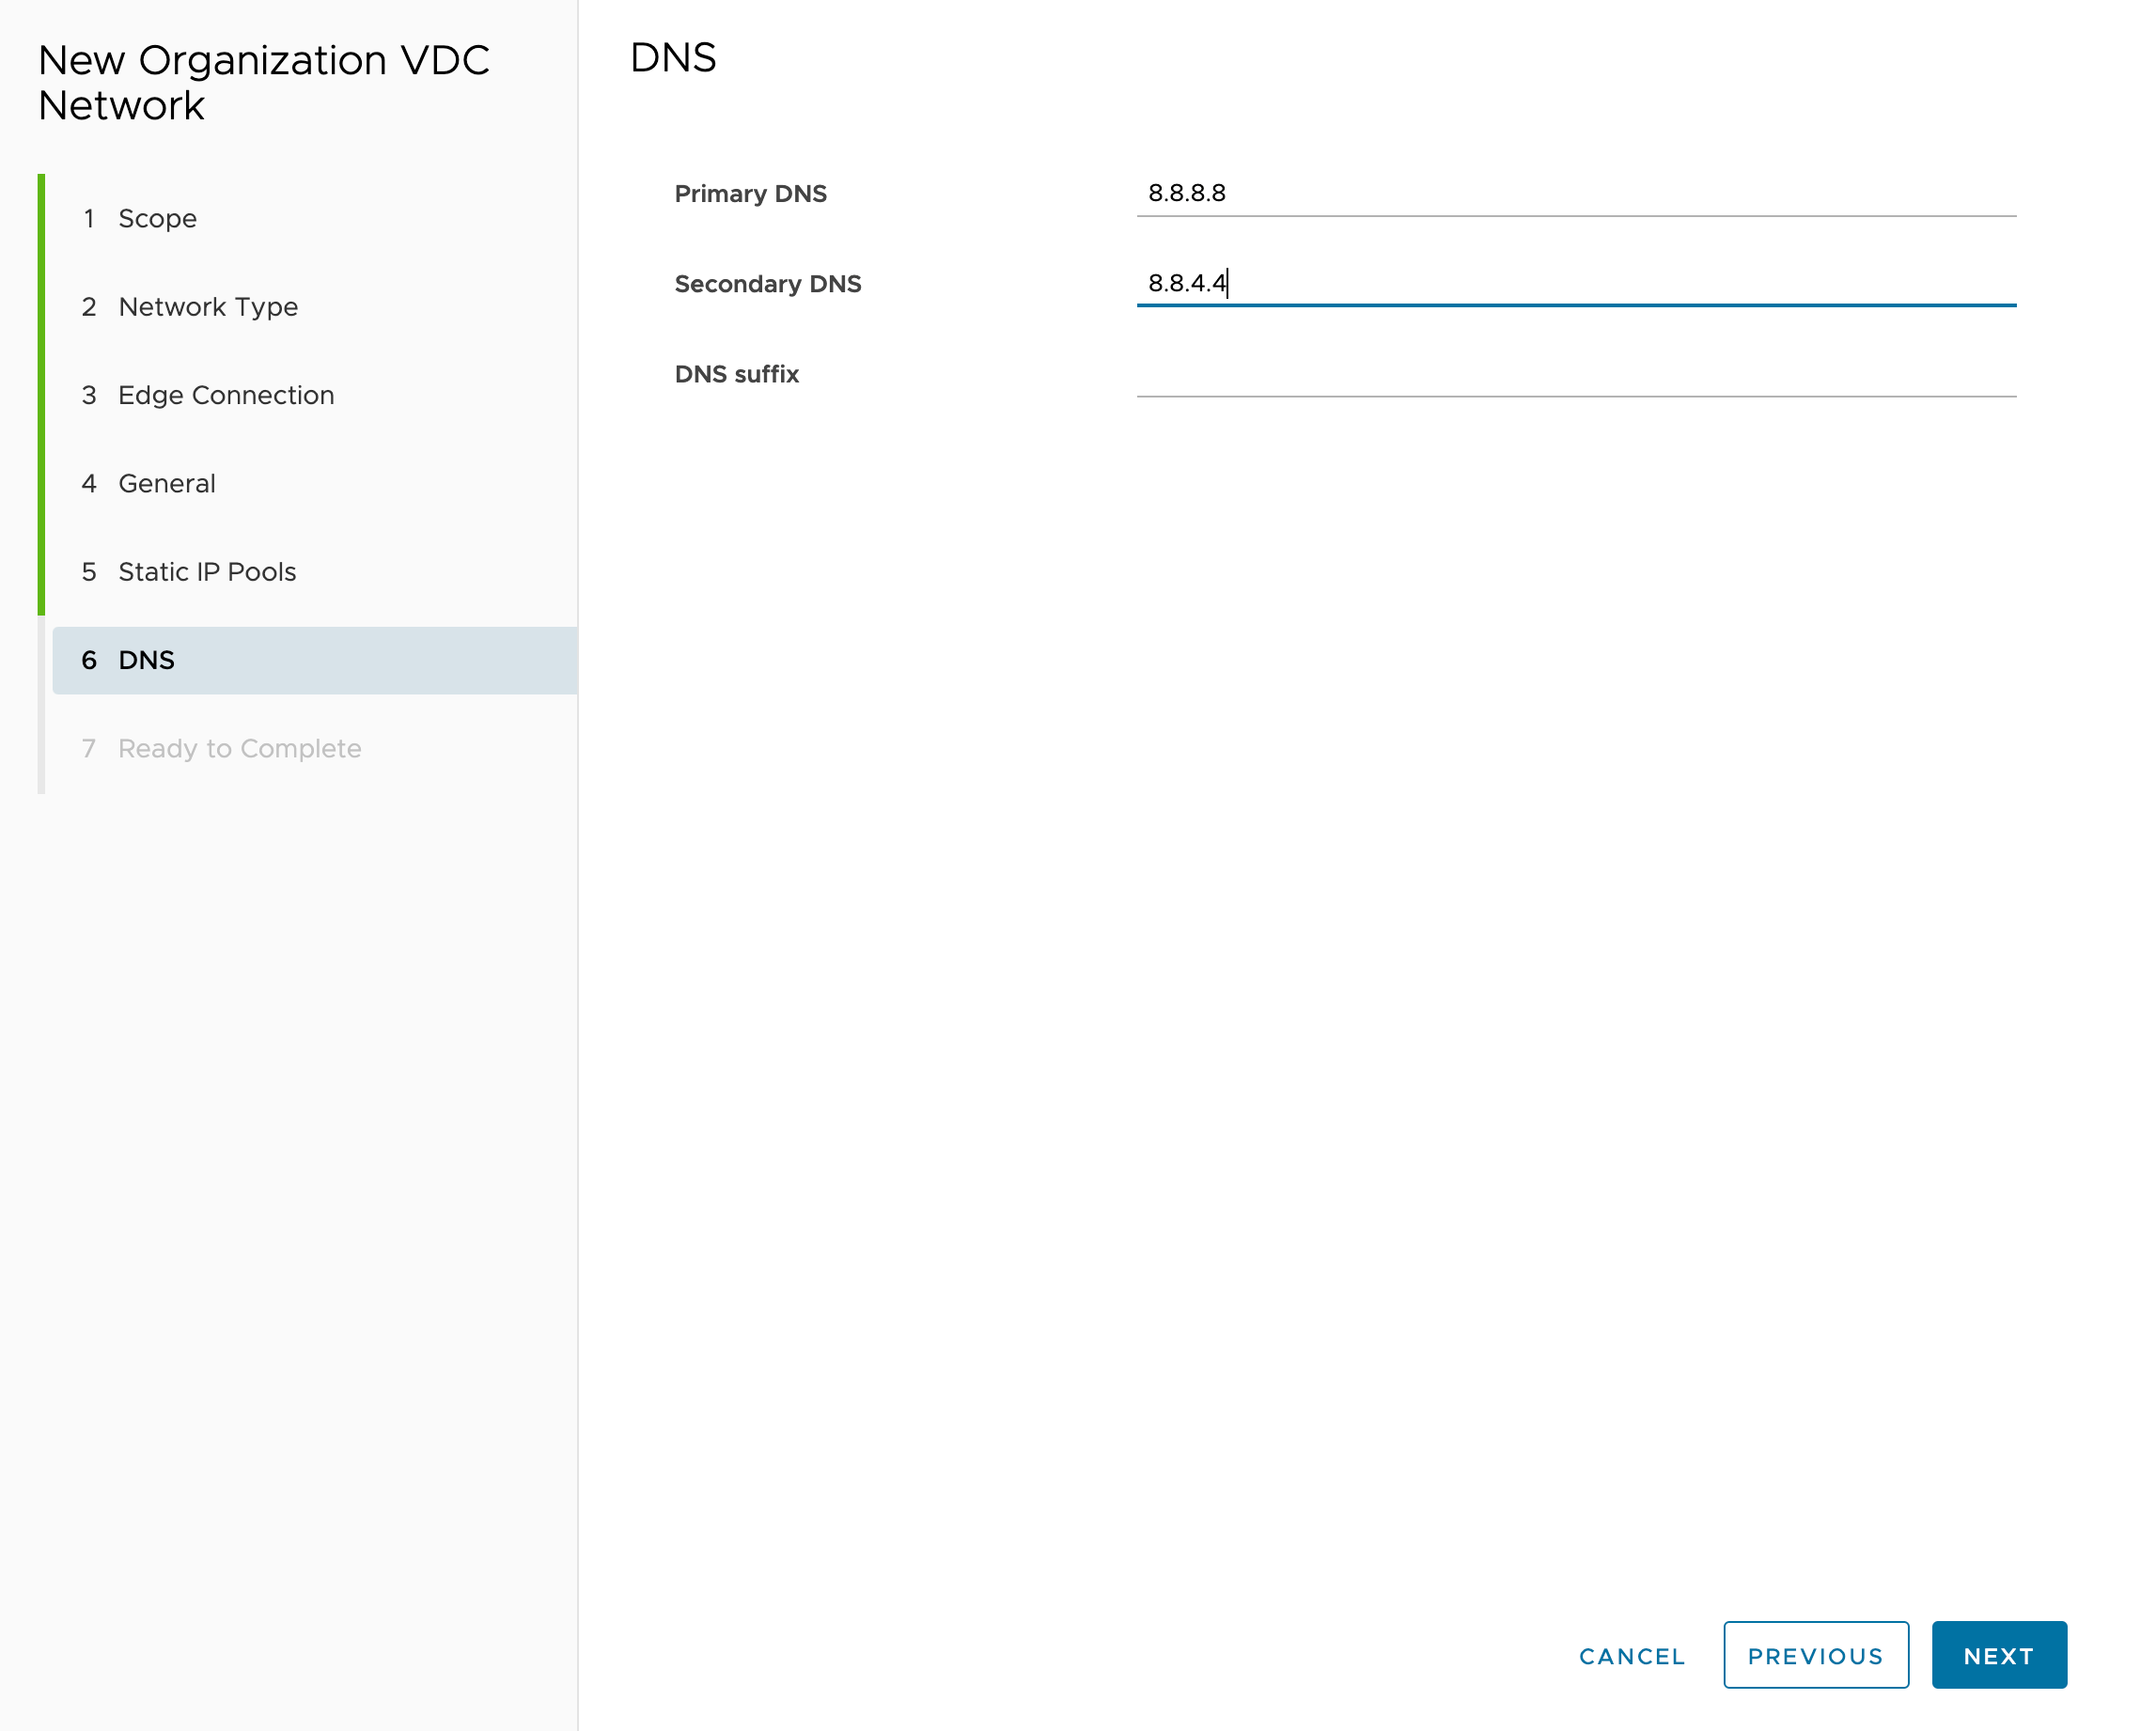 New Organization VDC
Network
1 Scope
2 Network Type
3 Edge Connection
4 General
5 Static IP Pools
6 DNS
7 Ready to Complete
DNS
Primary DNS 8.8.8.8
Secondary DNS 8.8.4.4
DNS suffix
CANCEL PREVIOUS NEXT